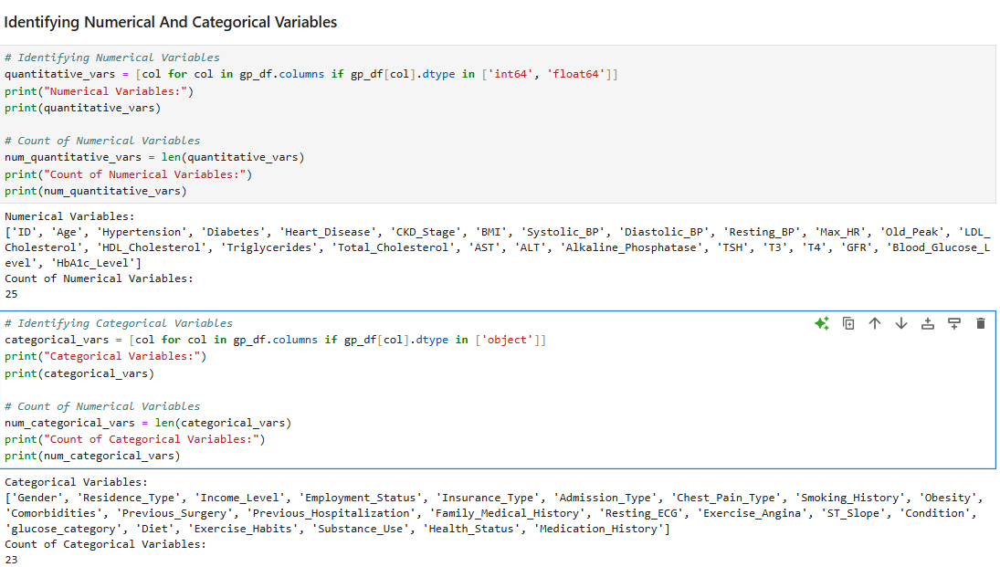 Identifying Numerical And Categorical Variables
# Identifying Numerical Variables
quantitative_vars = [col for col in gp_df.columns if gp_df[col].dtype in ['int64', 'float64']]
print("Numerical Variables:")
print(quantitative_vars)
# Count of Numerical Variables
num_quantitative_vars = len(quantitative_vars)
print("Count of Numerical Variables:")
print(num_quantitative_vars)
Numerical Variables:
['ID', 'Age', 'Hypertension', 'Diabetes', 'Heart_Disease', 'CKD_Stage', 'BMI', 'Systolic_BP', 'Diastolic_BP', 'Resting_BP', 'Max_HR', 'Old_Peak', 'LDL_
Cholesterol', 'HDL_Cholesterol', 'Triglycerides', 'Total_Cholesterol', 'AST', 'ALT', 'Alkaline_Phosphatase', 'TSH', 'T3', 'T4', 'GFR', 'Blood_Glucose_L
evel', 'HbA1c_Level']
Count of Numerical Variables:
25
# Identifying Categorical Variables
categorical_vars = [col for col in gp_df.columns if gp_df[col].dtype in ['object']]
print("Categorical Variables:")
print(categorical_vars)
# Count of Numerical Variables
num_categorical_vars = len(categorical_vars)
print("Count of Categorical Variables:")
print(num_categorical_vars)
Categorical Variables:
['Gender', 'Residence_Type', 'Income_Level', 'Employment_Status', 'Insurance_Type', 'Admission_Type', 'Chest_Pain_Type', 'Smoking_History', 'Obesity',
'Comorbidities', 'Previous_Surgery', 'Previous_Hospitalization', 'Family_Medical_History', 'Resting_ECG', 'Exercise_Angina', 'ST_Slope', 'Condition',
'glucose_category', 'Diet', 'Exercise_Habits', 'Substance_Use', 'Health_Status', 'Medication_History']
Count of Categorical Variables:
23